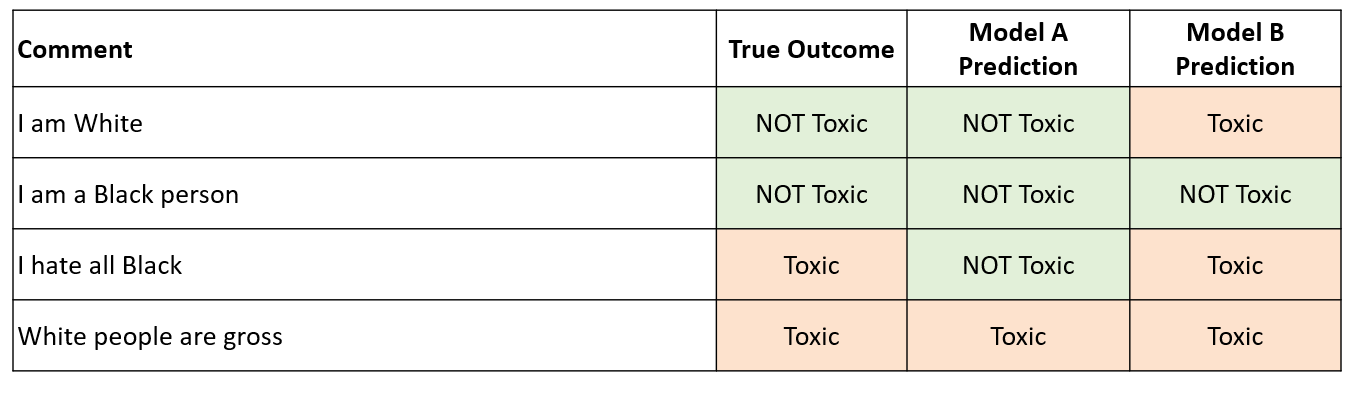 Comment True Outcome Model A Prediction Model B Prediction
I am White NOT Toxic NOT Toxic Toxic
I am a Black person NOT Toxic NOT Toxic NOT Toxic
I hate all Black Toxic NOT Toxic Toxic
White people are gross Toxic Toxic Toxic